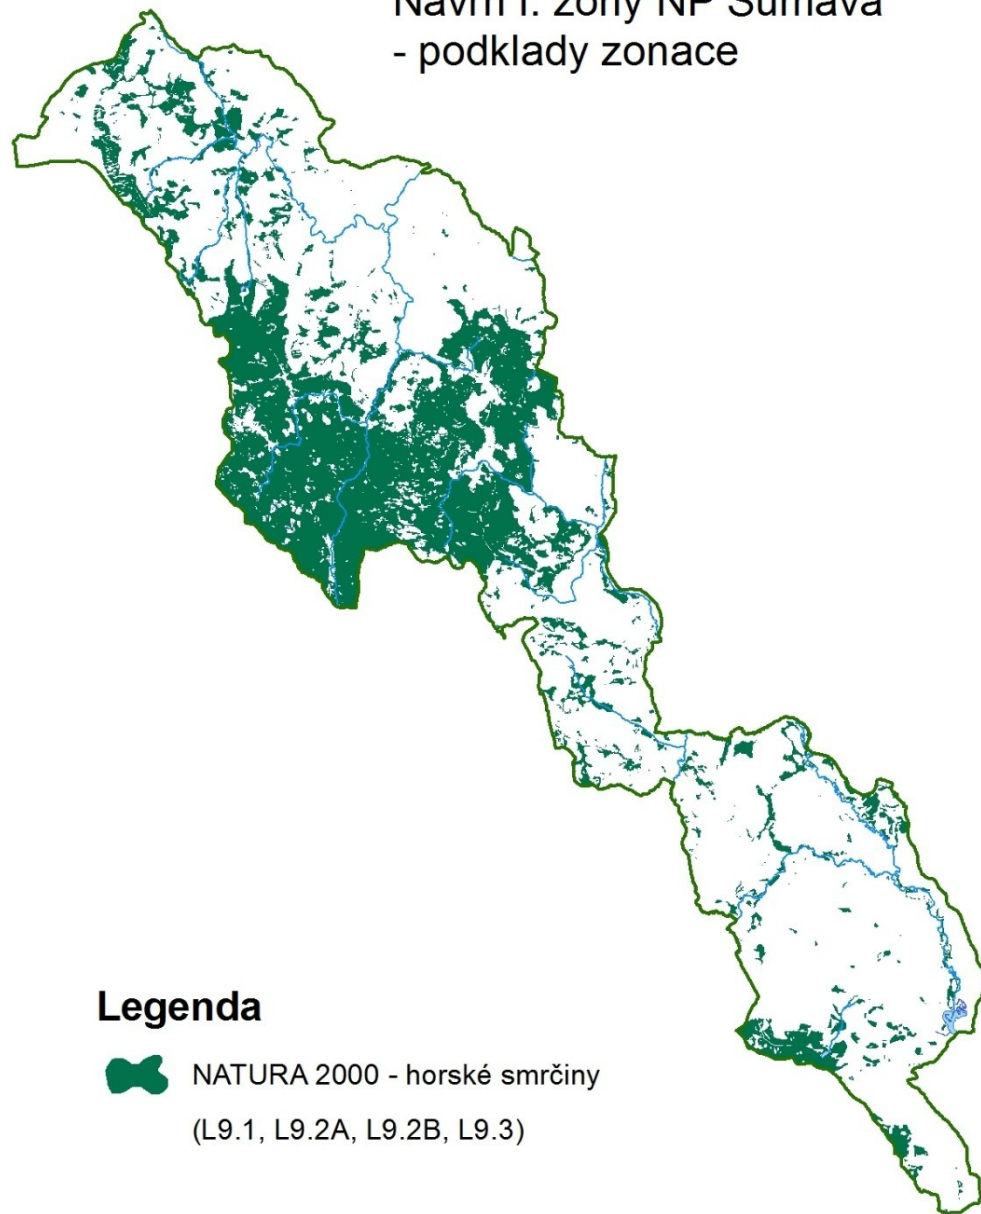 Návrh I. zóny NP Šumava
- podklady zonace
Legenda
NATURA 2000 - horské smrčiny
(L9.1, L9.2A, L9.2B, L9.3)